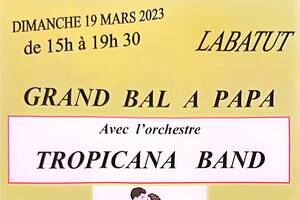 DIMANCHE 19 MARS 2023
de 15h à 19h 30
LABATUT
GRAND BAL A PAPA
Avec l'orchestre
TROPICANA BAND